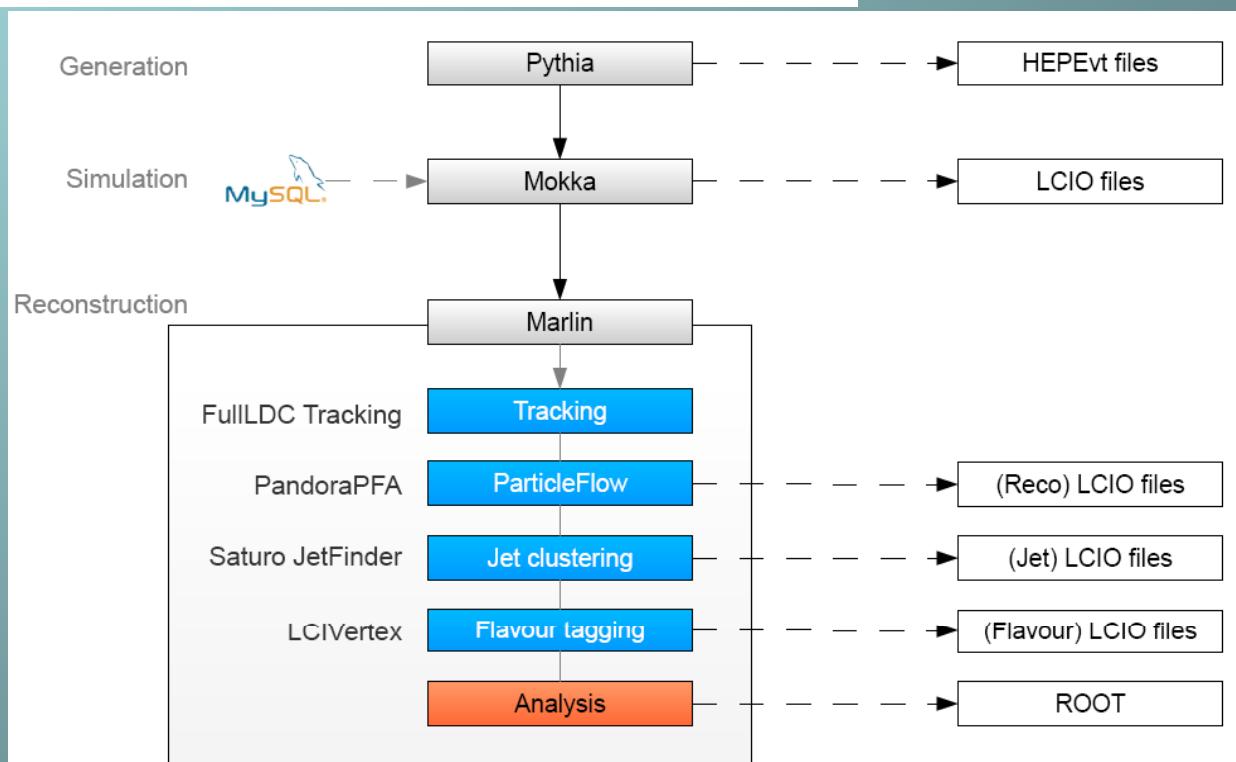 Generation
Pythia
HEPEvt files
Simulation
MySQL®
Mokka
LCIO files
Reconstruction
Marlin
FullLDC Tracking
Tracking
PandoraPFA
ParticleFlow
(Reco) LCIO files
Saturo JetFinder
Jet clustering
(Jet) LCIO files
LCIVertex
Flavour tagging
(Flavour) LCIO files
Analysis
ROOT